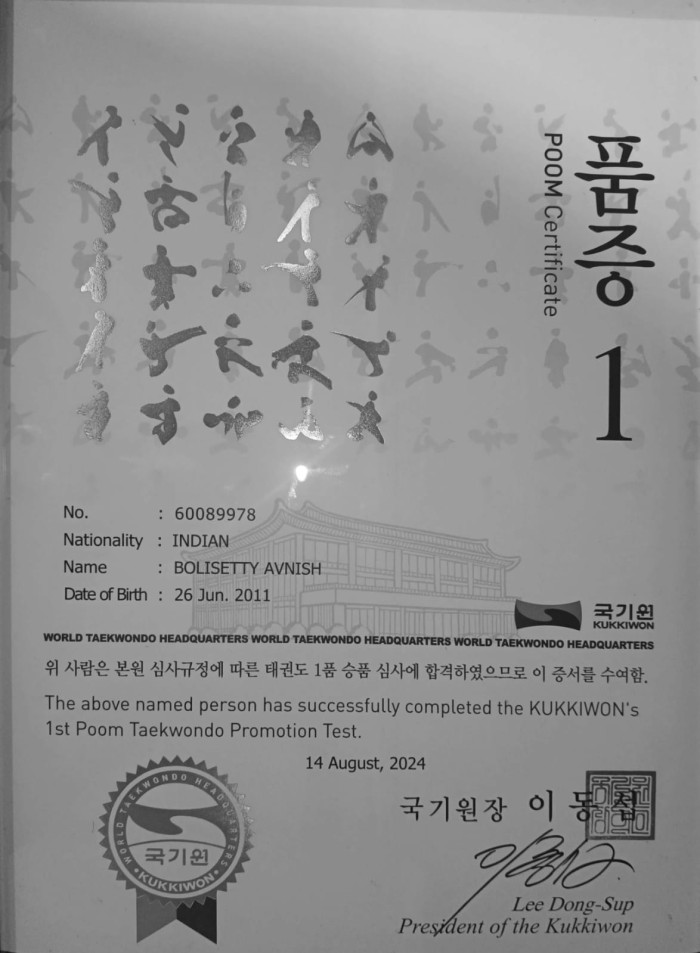 품증
POOM Certificate
1
No. : 60089978
Nationality : INDIAN
Name : BOLISETTY AVNISH
Date of Birth : 26 Jun. 2011
국기원
KUKKIWON
WORLD TAEKWONDO HEADQUARTERS WORLD TAEKWONDO HEADQUARTERS WORLD TAEKWONDO HEADQUARTERS
위 사람은 본원 심사규정에 따른 태권도 1품 승품 심사에 합격하였으므로 이 증서를 수여함.
The above named person has successfully completed the KUKKIWON's
1st Poom Taekwondo Promotion Test.
14 August, 2024
WORLD TAEKWONDO HEADQUARTERS
국기원
KUKKIWON
국기원장 이동섭
Lee Dong-Sup
President of the Kukkiwon